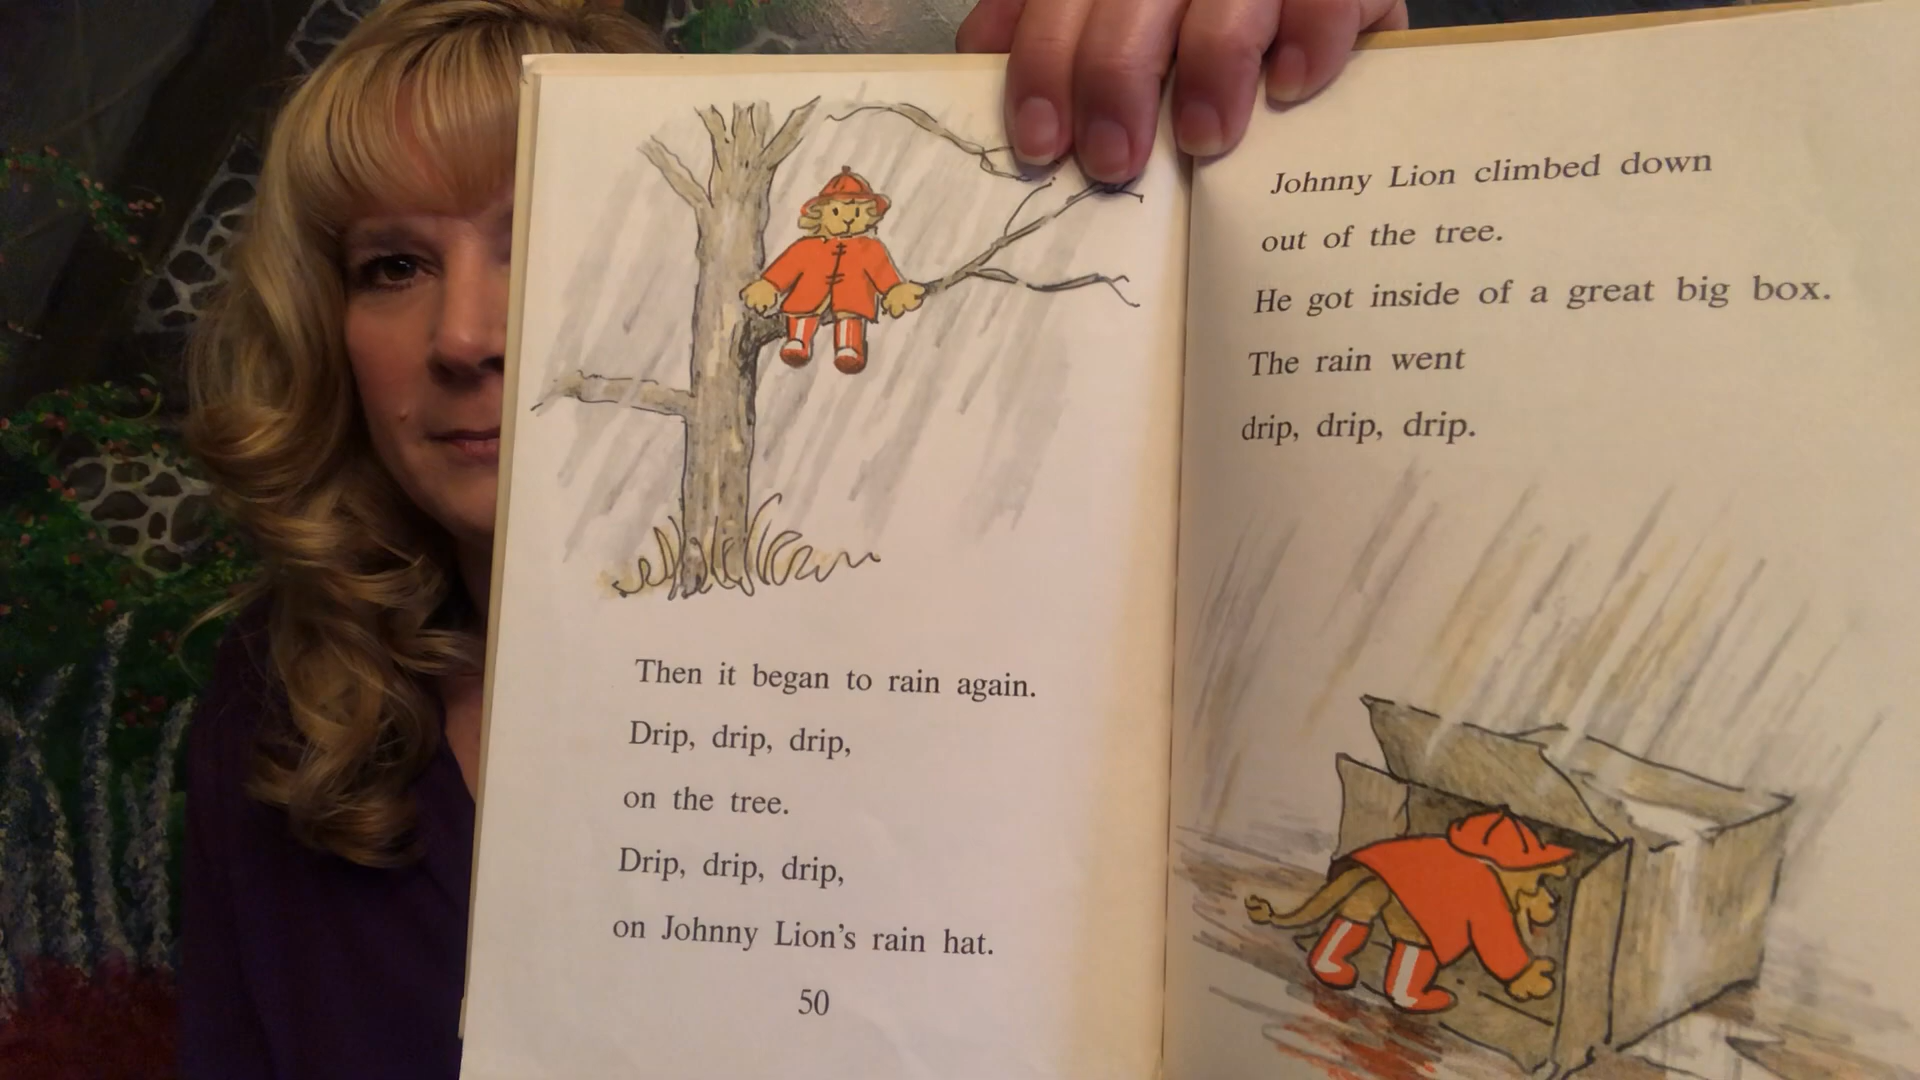 Then it began to rain again.
Drip, drip, drip,
on the tree.
Drip, drip, drip,
on Johnny Lion's rain hat.
50
Johnny Lion climbed down
out of the tree.
He got inside of a great big box.
The rain went
drip, drip, drip.